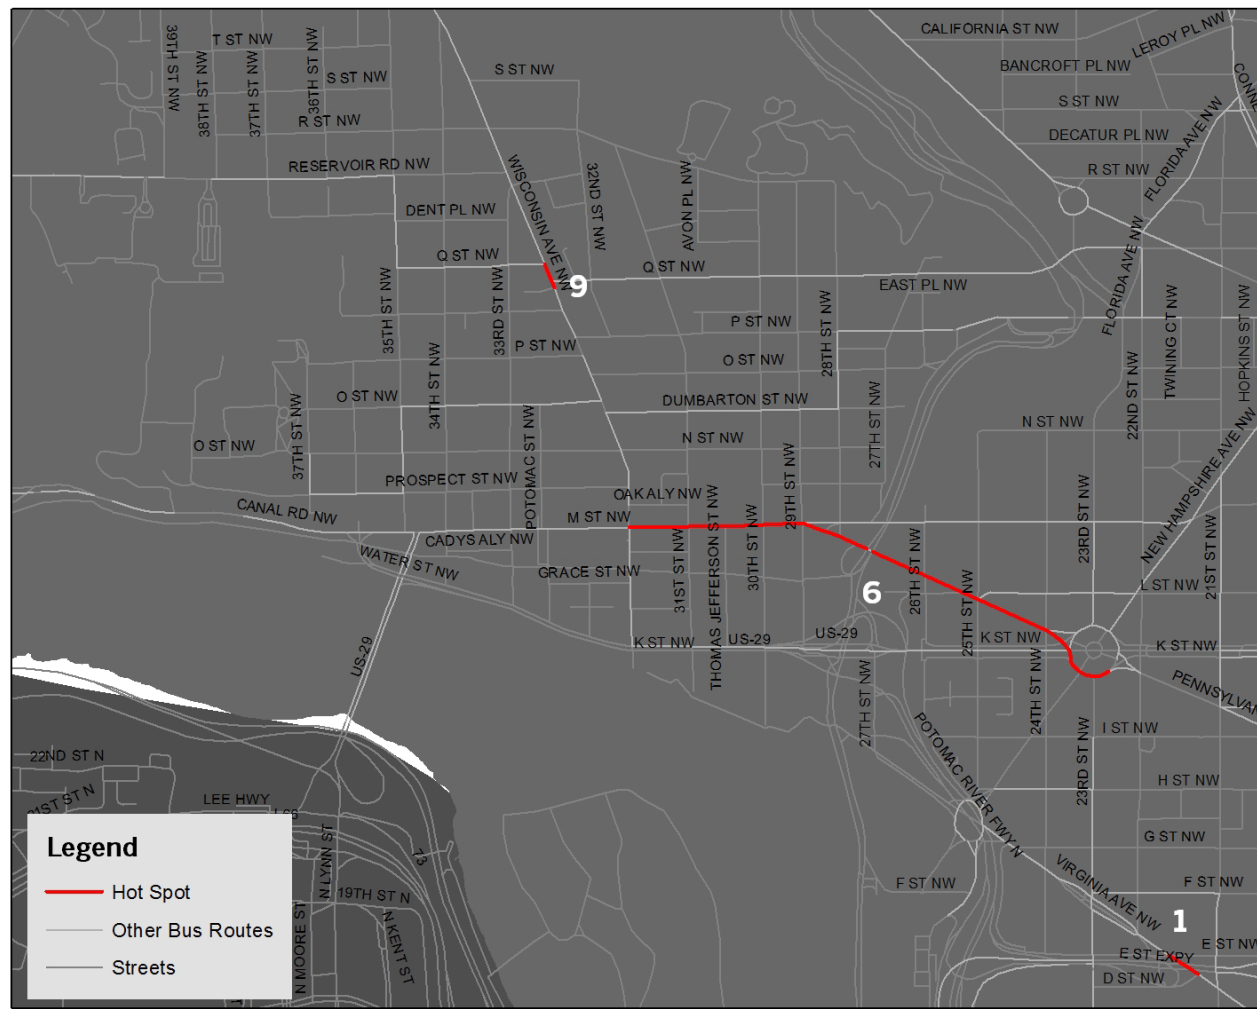 CALIFORNIA ST NW
LEROY PL NW
39TH ST NW
T ST NW
36TH ST NW
38TH ST NW
37TH ST NW
S ST NW
S ST NW
BANCROFT PL NW
S ST NW
R ST NW
DECATUR PL NW
FLORIDA AVE NW
RESERVOIR RD NW
WISCONSIN AVE NW
32ND ST NW
AVON PL NW
R ST NW
DENT PL NW
Q ST NW
Q ST NW
9
EAST PL NW
FLORIDA AVE NW
35TH ST NW
33RD ST NW
P ST NW
P ST NW
28TH ST NW
O ST NW
22ND ST NW
TWINING CT NW
HOPKINS ST NW
34TH ST NW
O ST NW
DUMBARTON ST NW
27TH ST NW
N ST NW
NEW HAMPSHIRE AVE NW
O ST NW
37TH ST NW
POTOMAC ST NW
N ST NW
PROSPECT ST NW
OAK ALY NW
29TH ST NW
23RD ST NW
CANAL RD NW
M ST NW
CADYS ALY NW
WATER ST NW
GRACE ST NW
31ST ST NW
THOMAS JEFFERSON ST NW
30TH ST NW
6
26TH ST NW
25TH ST NW
L ST NW
21ST ST NW
US-29
K ST NW
US-29
US-29
K ST NW
K ST NW
27TH ST NW
24TH ST NW
I ST NW
POTOMAC RIVER FWY N
23RD ST NW
H ST NW
22ND ST N
LEE HWY
G ST NW
N LYNN ST
73
19TH ST N
N MOORE ST
N KENT ST
F ST NW
VIRGINIA AVE NW
F ST NW
1
E ST NW
E ST EXPY
D ST NW
Legend
Hot Spot
Other Bus Routes
Streets